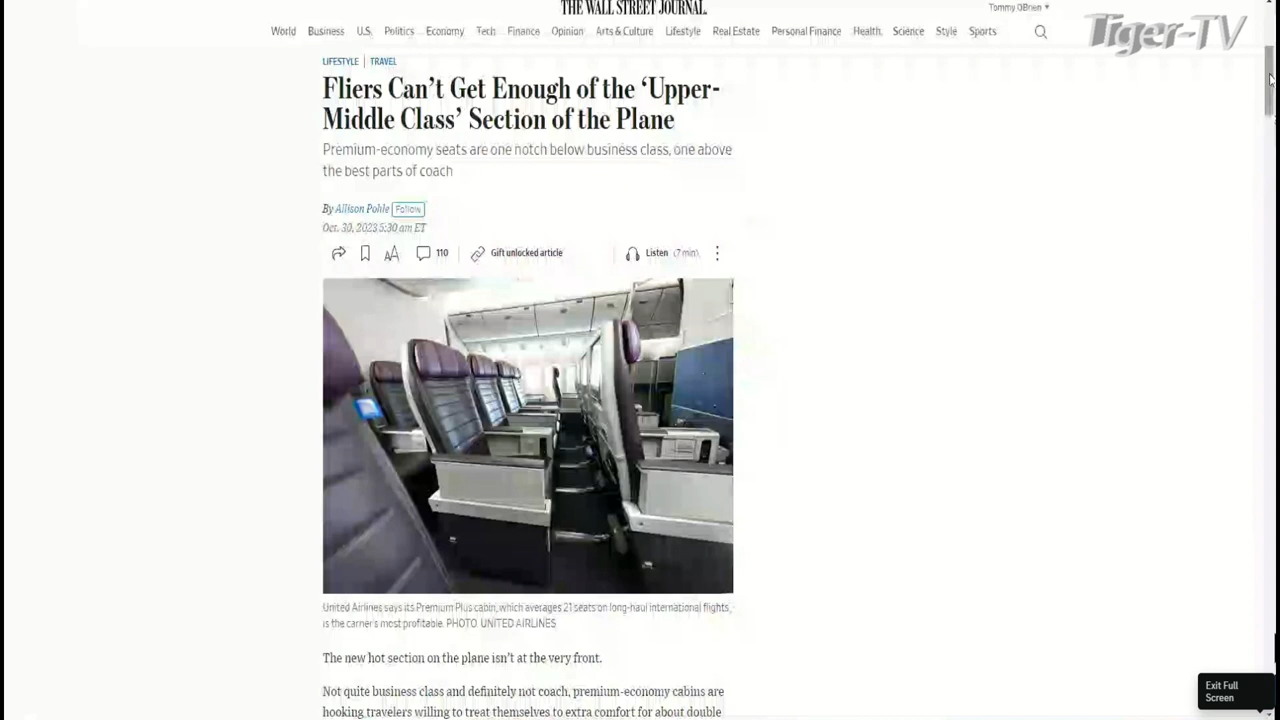 THE WALL STREET JOURNAL.
Tommy O'Brien
Tiger-TV
World Business U.S. Politics Economy Tech Finance Opinion Arts & Culture Lifestyle Real Estate Personal Finance Health Science Style Sports
LIFESTYLE | TRAVEL
Fliers Can't Get Enough of the 'Upper-
Middle Class' Section of the Plane
Premium-economy seats are one notch below business class, one above
the best parts of coach
By Allison Pohle Follow
Oct. 30, 2023 5:30 am ET
AA 110 Gift unlocked article Listen (7 min)
United Airlines says its Premium Plus cabin, which averages 21 seats on long-haul international flights,
is the carrier's most profitable. PHOTO: UNITED AIRLINES
The new hot section on the plane isn't at the very front.
Not quite business class and definitely not coach, premium-economy cabins are
hooking travelers willing to treat themselves to extra comfort for about double
Exit Full
Screen